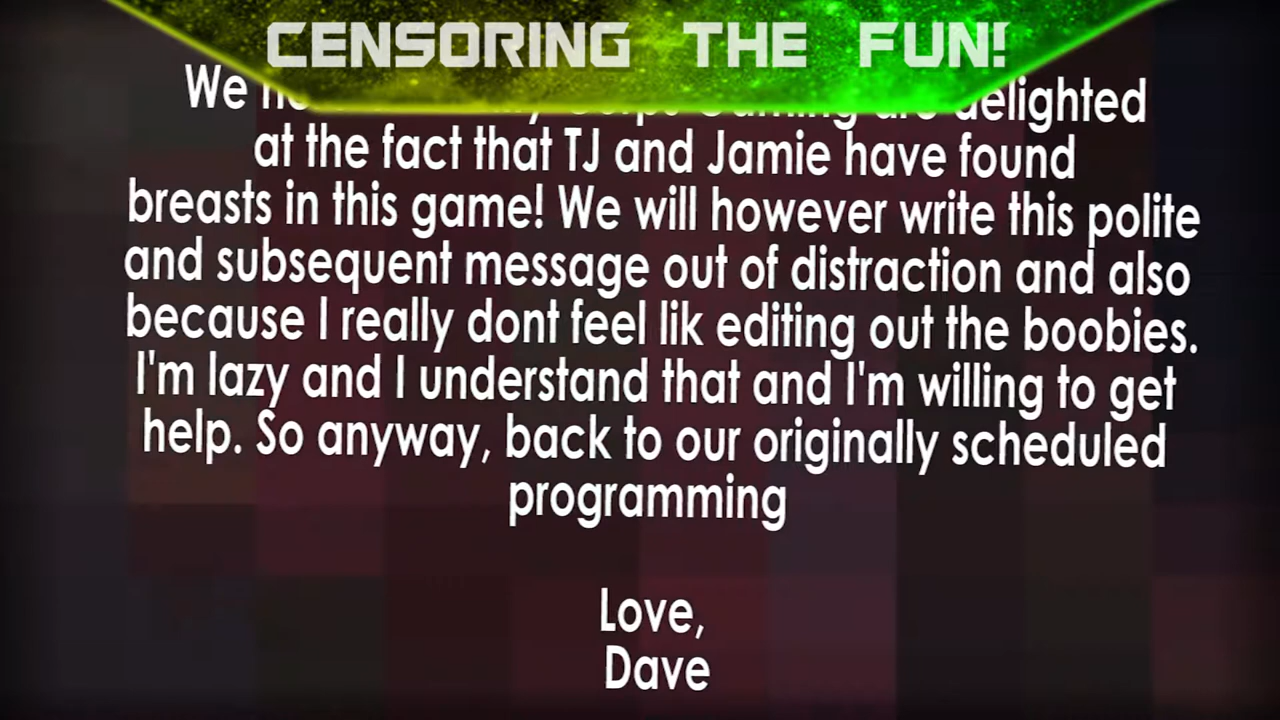 CENSORING THE FUN!
We delighted
at the fact that TJ and Jamie have found
breasts in this game! We will however write this polite
and subsequent message out of distraction and also
because I really dont feel lik editing out the boobies.
I'm lazy and I understand that and I'm willing to get
help. So anyway, back to our originally scheduled
programming
Love,
Dave